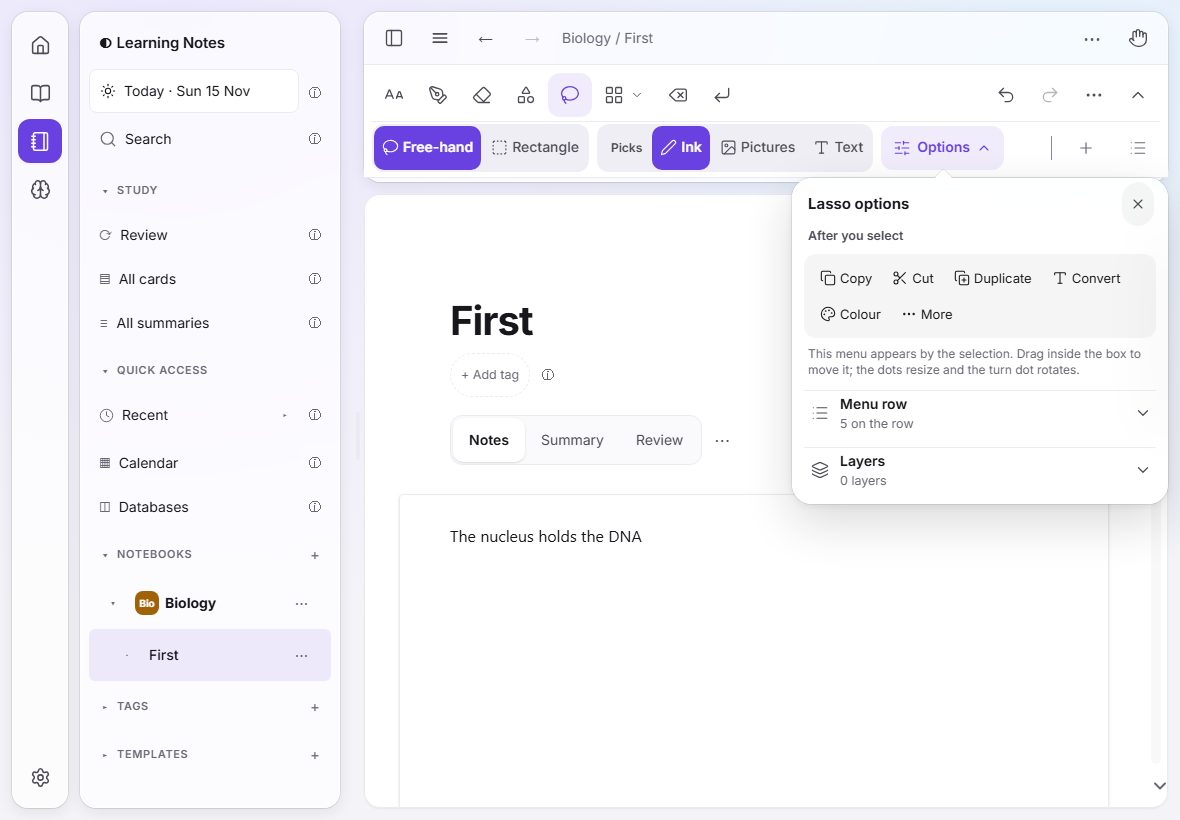 Learning Notes
Today · Sun 15 Nov
Search
STUDY
Review
All cards
All summaries
QUICK ACCESS
Recent
Calendar
Databases
NOTEBOOKS
Bio Biology
First
TAGS
TEMPLATES
Biology / First
AA
Free-hand Rectangle Picks Ink Pictures Text Options
First
+ Add tag
Notes Summary Review
The nucleus holds the DNA
Lasso options
After you select
Copy Cut Duplicate Convert
Colour More
This menu appears by the selection. Drag inside the box to
move it; the dots resize and the turn dot rotates.
Menu row
5 on the row
Layers
0 layers